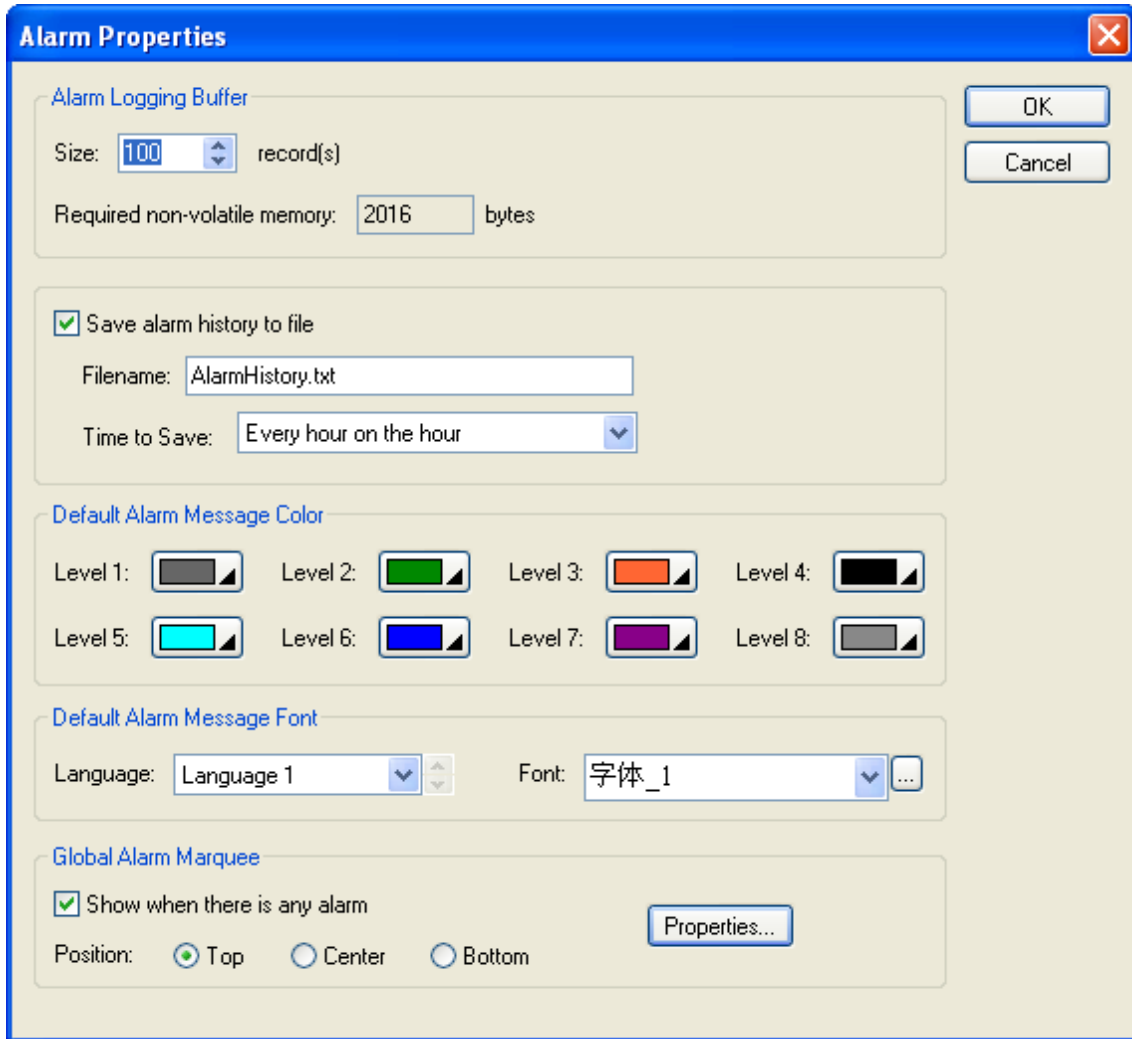 Alarm Properties
Alarm Logging Buffer
OK
Size: 100 record(s)
Cancel
Required non-volatile memory: 2016 bytes
Save alarm history to file
Filename: AlarmHistory.txt
Time to Save: Every hour on the hour
Default Alarm Message Color
Level 1: Level 2: Level 3: Level 4:
Level 5: Level 6: Level 7: Level 8:
Default Alarm Message Font
Language: Language 1 Font: 字体_1 ...
Global Alarm Marquee
Show when there is any alarm
Properties...
Position: Top Center Bottom